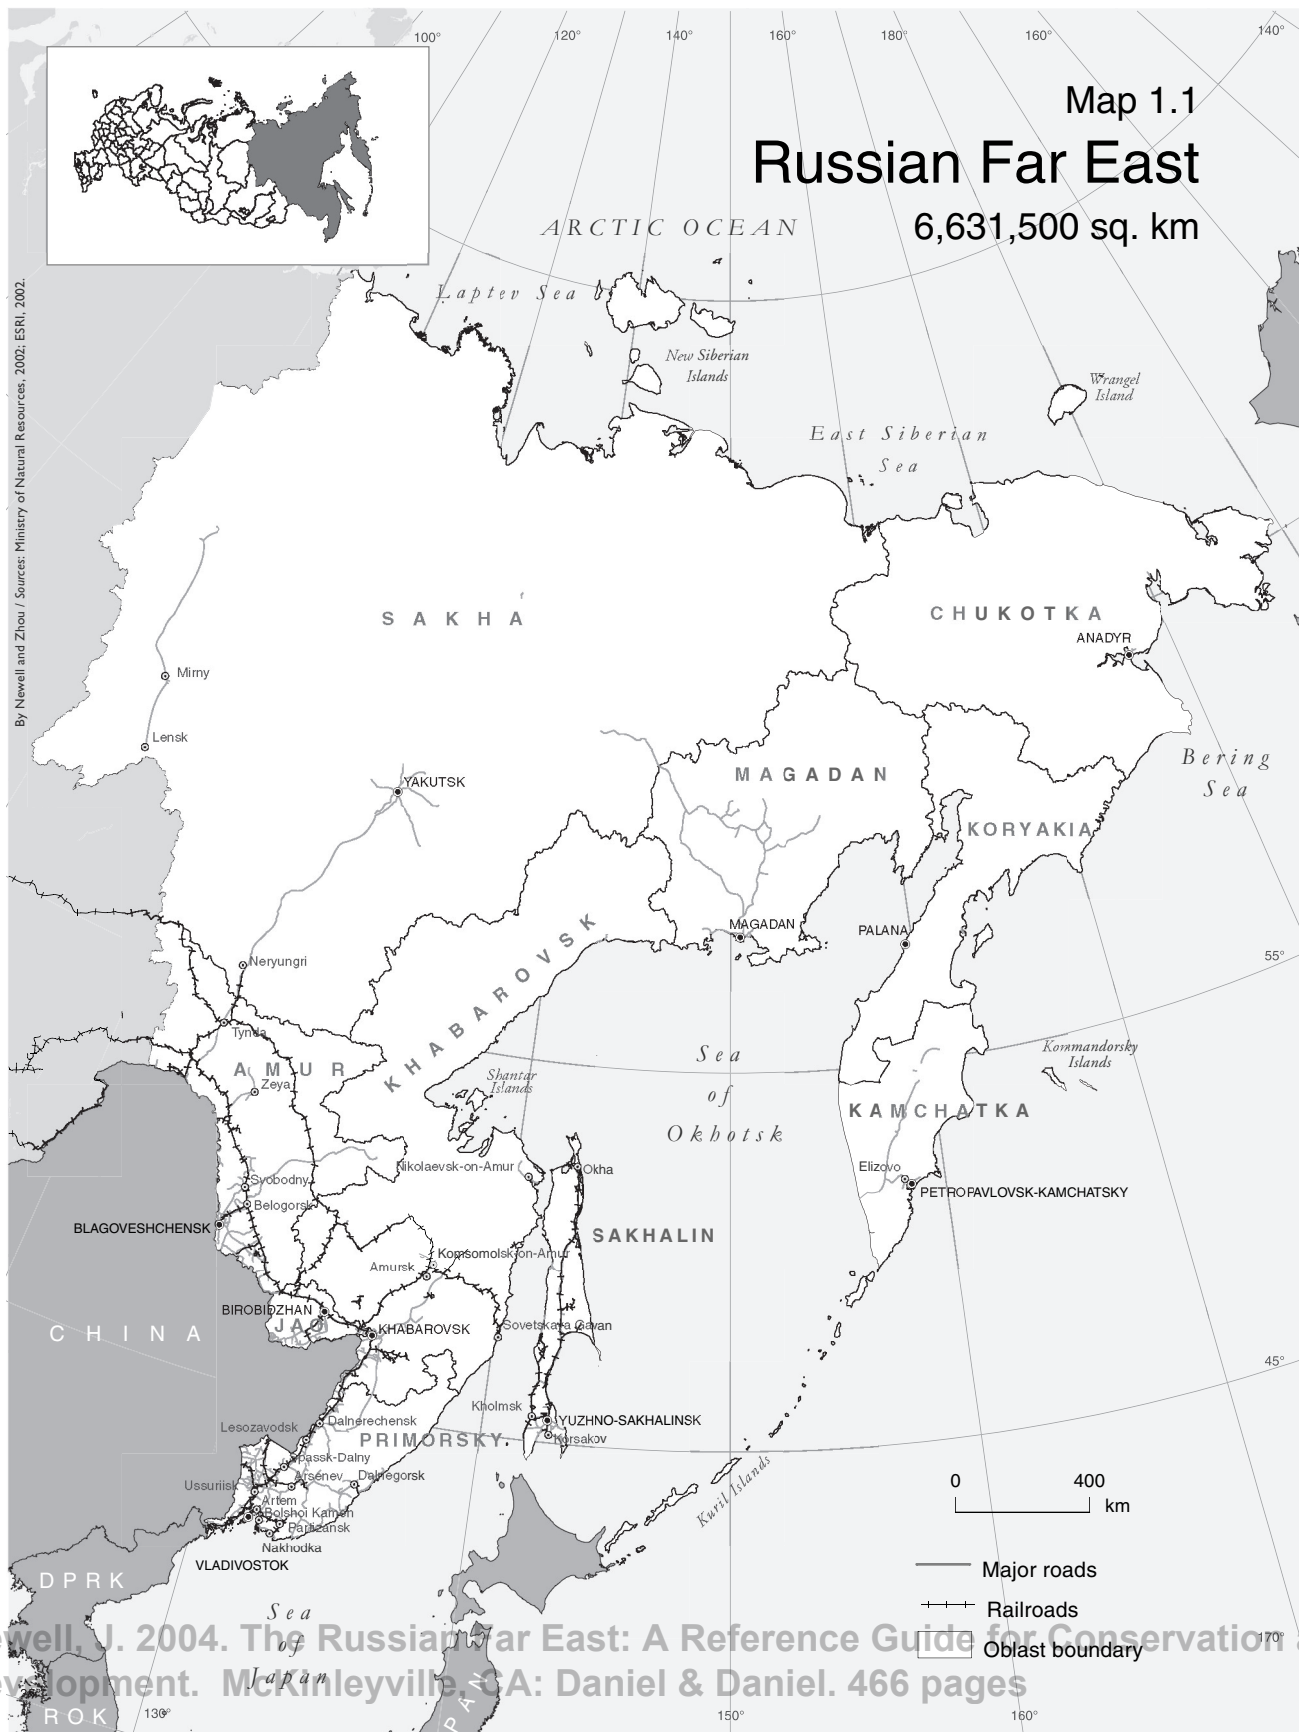 100° 120° 140° 160° 180° 160° 140°
Map 1.1
Russian Far East
6,631,500 sq. km
ARCTIC OCEAN
Laptev Sea
New Siberian
Islands
Wrangel
Island
East Siberian
Sea
By Newell and Zhou / Sources: Ministry of Natural Resources, 2002; ESRI, 2002.
SAKHA
CHUKOTKA
ANADYR
Mirny
Lensk
YAKUTSK
MAGADAN
Bering
Sea
KORYAKIA
MAGADAN
PALANA
KHABAROVSK
Neryungri
55°
Tynda
AMUR
Zeya
Shantar
Islands
Sea
of
Okhotsk
Kommandorsky
Islands
KAMCHATKA
Nikolaevsk-on-Amur
Okha
Elizovo
PETROPAVLOVSK-KAMCHATSKY
Svobodny
Belogorsk
BLAGOVESHCHENSK
SAKHALIN
Komsomolsk-on-Amur
Amursk
BIROBIDZHAN
JAO
KHABAROVSK
Sovetskaya Gavan
CHINA
45°
Kholmsk
YUZHNO-SAKHALINSK
Korsakov
Lesozavodsk
Dalnerechensk
PRIMORSKY
Spassk-Dalny
Arsenev
Dalnegorsk
Ussuriisk
Artem
Bolshoi Kamen
Partizansk
Nakhodka
VLADIVOSTOK
Kuril Islands
0 400
km
Major roads
Railroads
Oblast boundary
DPRK
Sea
of
Japan
ROK
PAN
130° 150° 160° 170°
ewell, J. 2004. The Russian Far East: A Reference Guide for Conservation
lopment. McKinleyville, CA: Daniel & Daniel. 466 pages